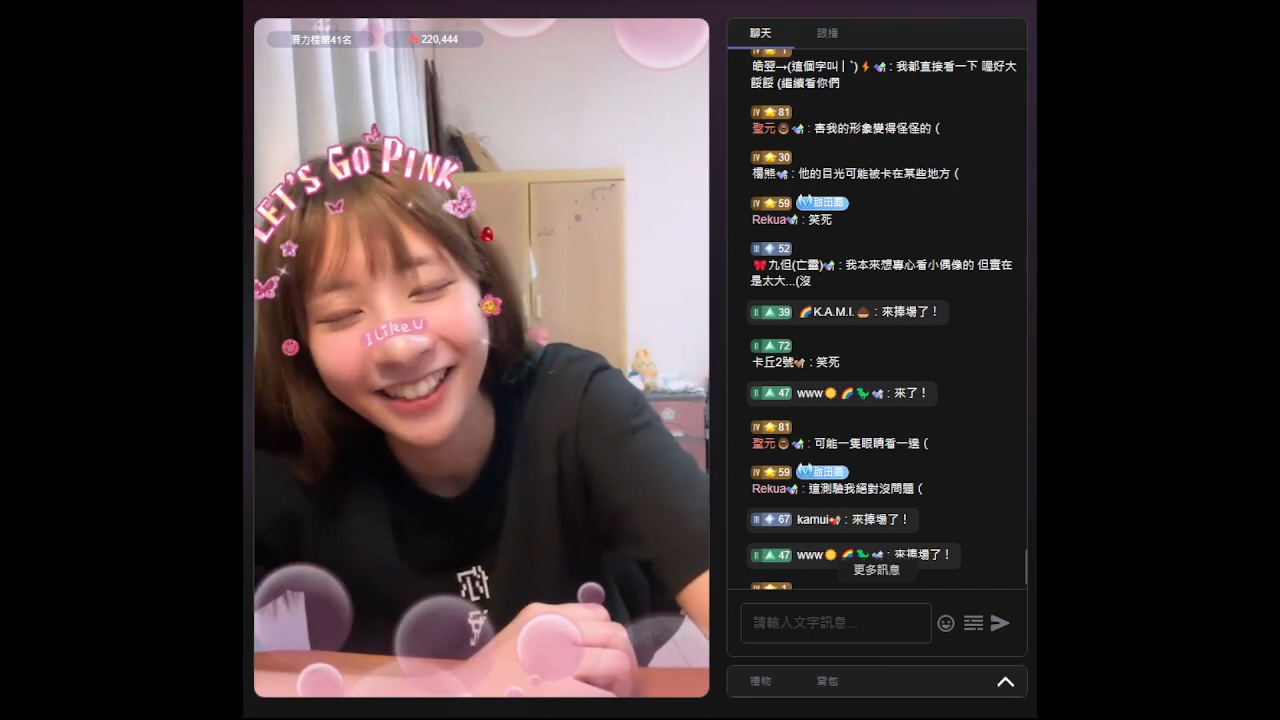 潛力榜第41名
220,444
LET'S GO PINK
I Like U
聊天
跟播
IV 1
皓翌→(這個字叫丨ˋ)⚡: 我都直接看一下 喔好大
餒餒 (繼續看你們
IV 81
聖元: 害我的形象變得怪怪的 (
IV 30
楊熊: 他的目光可能被卡在某些地方 (
IV 59 甜田圈
Rekua: 笑死
III 52
九但(亡靈): 我本來想專心看小偶像的 但實在
是太大...(沒
II 39 K.A.M.I. : 來捧場了!
II 72
卡丘2號: 笑死
II 47 www: 來了!
IV 81
聖元: 可能一隻眼睛看一邊 (
IV 59 甜田圈
Rekua: 這測驗我絕對沒問題 (
III 67 kamui: 來捧場了!
II 47 www: 來捧場了!
更多訊息
IV 1
請輸入文字訊息...
禮物
背包